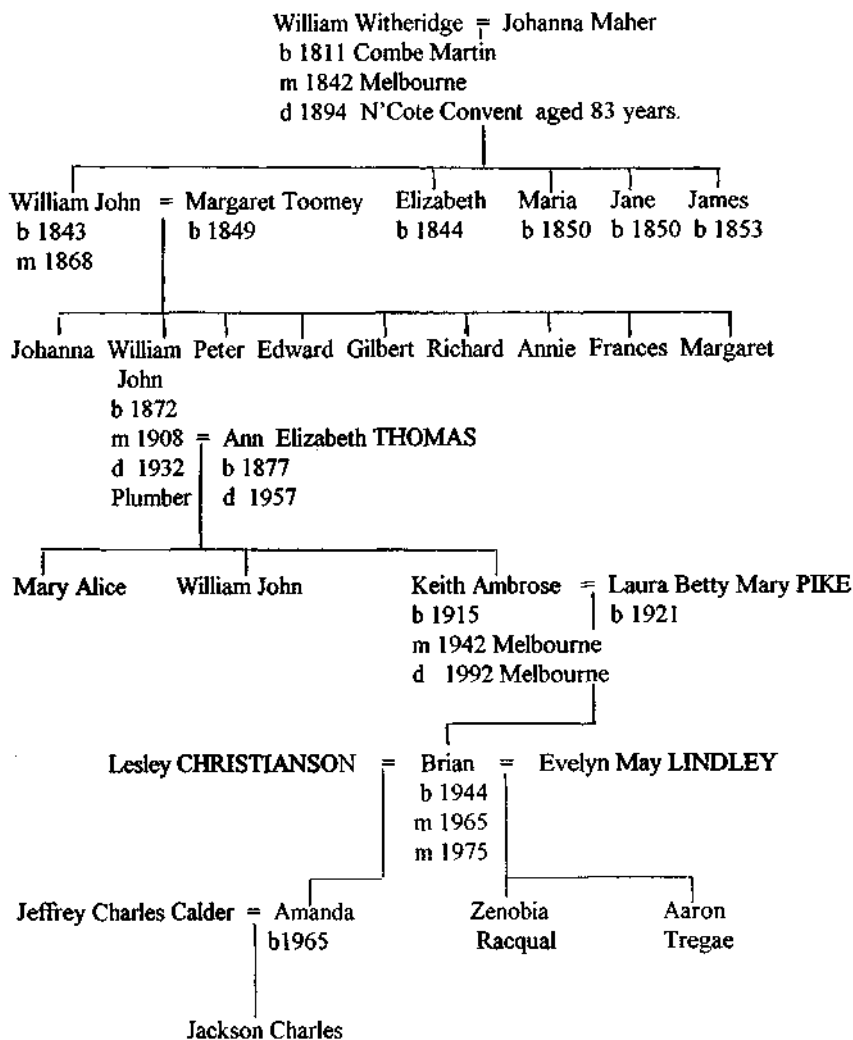 William Witheridge = Johanna Maher
b 1811 Combe Martin
m 1842 Melbourne
d 1894 N'Cote Convent aged 83 years.
William John = Margaret Toomey Elizabeth Maria Jane James
b 1843 b 1849 b 1844 b 1850 b 1850 b 1853
m 1868
Johanna William Peter Edward Gilbert Richard Annie Frances Margaret
John
b 1872
m 1908 = Ann Elizabeth THOMAS
d 1932 b 1877
Plumber d 1957
Mary Alice William John Keith Ambrose = Laura Betty Mary PIKE
b 1915 b 1921
m 1942 Melbourne
d 1992 Melbourne
Lesley CHRISTIANSON = Brian = Evelyn May LINDLEY
b 1944
m 1965
m 1975
Jeffrey Charles Calder = Amanda Zenobia Aaron
b1965 Racqual Tregae
Jackson Charles